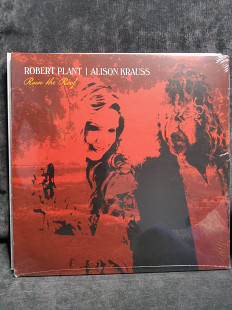 ROBERT PLANT | ALISON KRAUSS
Raise the Roof